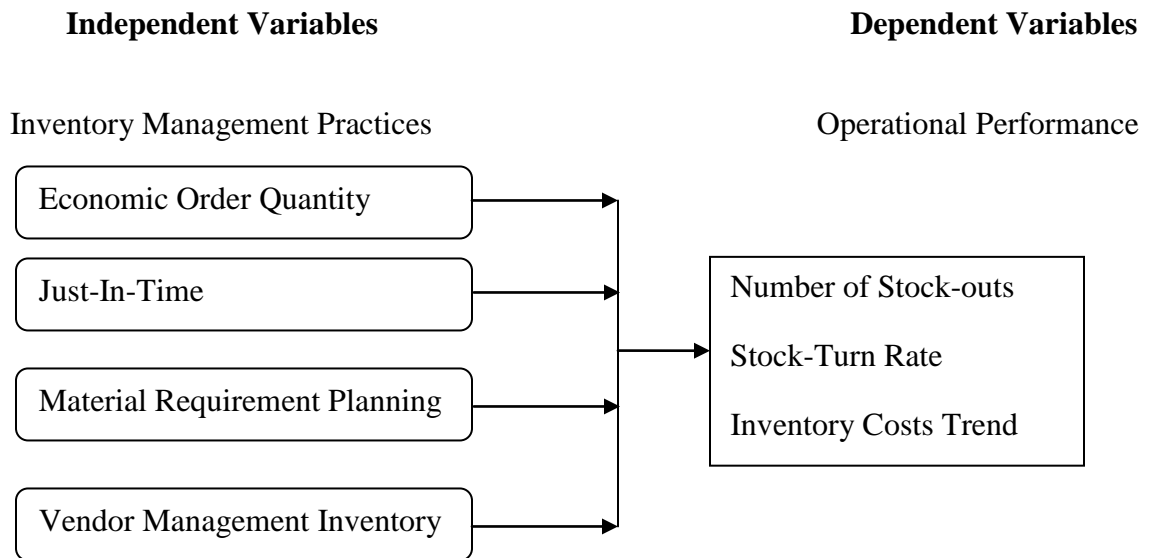 Independent Variables
Dependent Variables
Inventory Management Practices
Operational Performance
Economic Order Quantity
Just-In-Time
Material Requirement Planning
Vendor Management Inventory
Number of Stock-outs
Stock-Turn Rate
Inventory Costs Trend